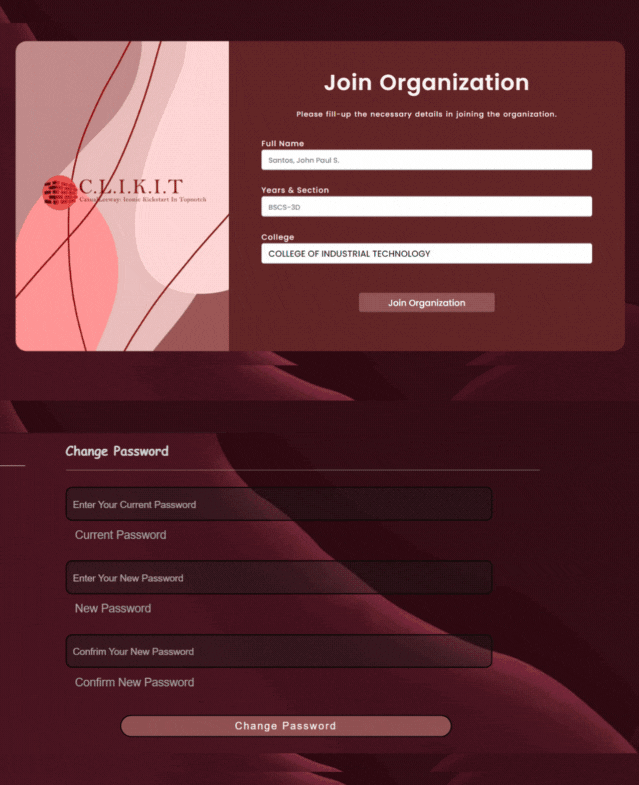 Join Organization
Please fill-up the necessary details in joining the organization.
Full Name
Santos, John Paul S.
Years & Section
BSCS-3D
College
COLLEGE OF INDUSTRIAL TECHNOLOGY
Join Organization
C.L.I.K.I.T
Iconic Kickstart In Topnotch
Change Password
Enter Your Current Password
Current Password
Enter Your New Password
New Password
Confrim Your New Password
Confirm New Password
Change Password